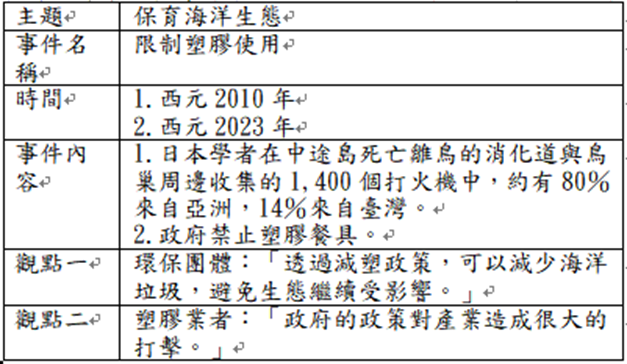 主題
保育海洋生態
事件名
稱
限制塑膠使用
時間
1.西元 2010 年
2.西元 2023 年
事件內
容
1.日本學者在中途島死亡雛鳥的消化道與鳥
巢周邊收集的 1,400 個打火機中，約有 80%
來自亞洲，14%來自臺灣。
2.政府禁止塑膠餐具。
觀點一
環保團體：「透過減塑政策，可以減少海洋
垃圾，避免生態繼續受影響。」
觀點二
塑膠業者：「政府的政策對產業造成很大的
打擊。」